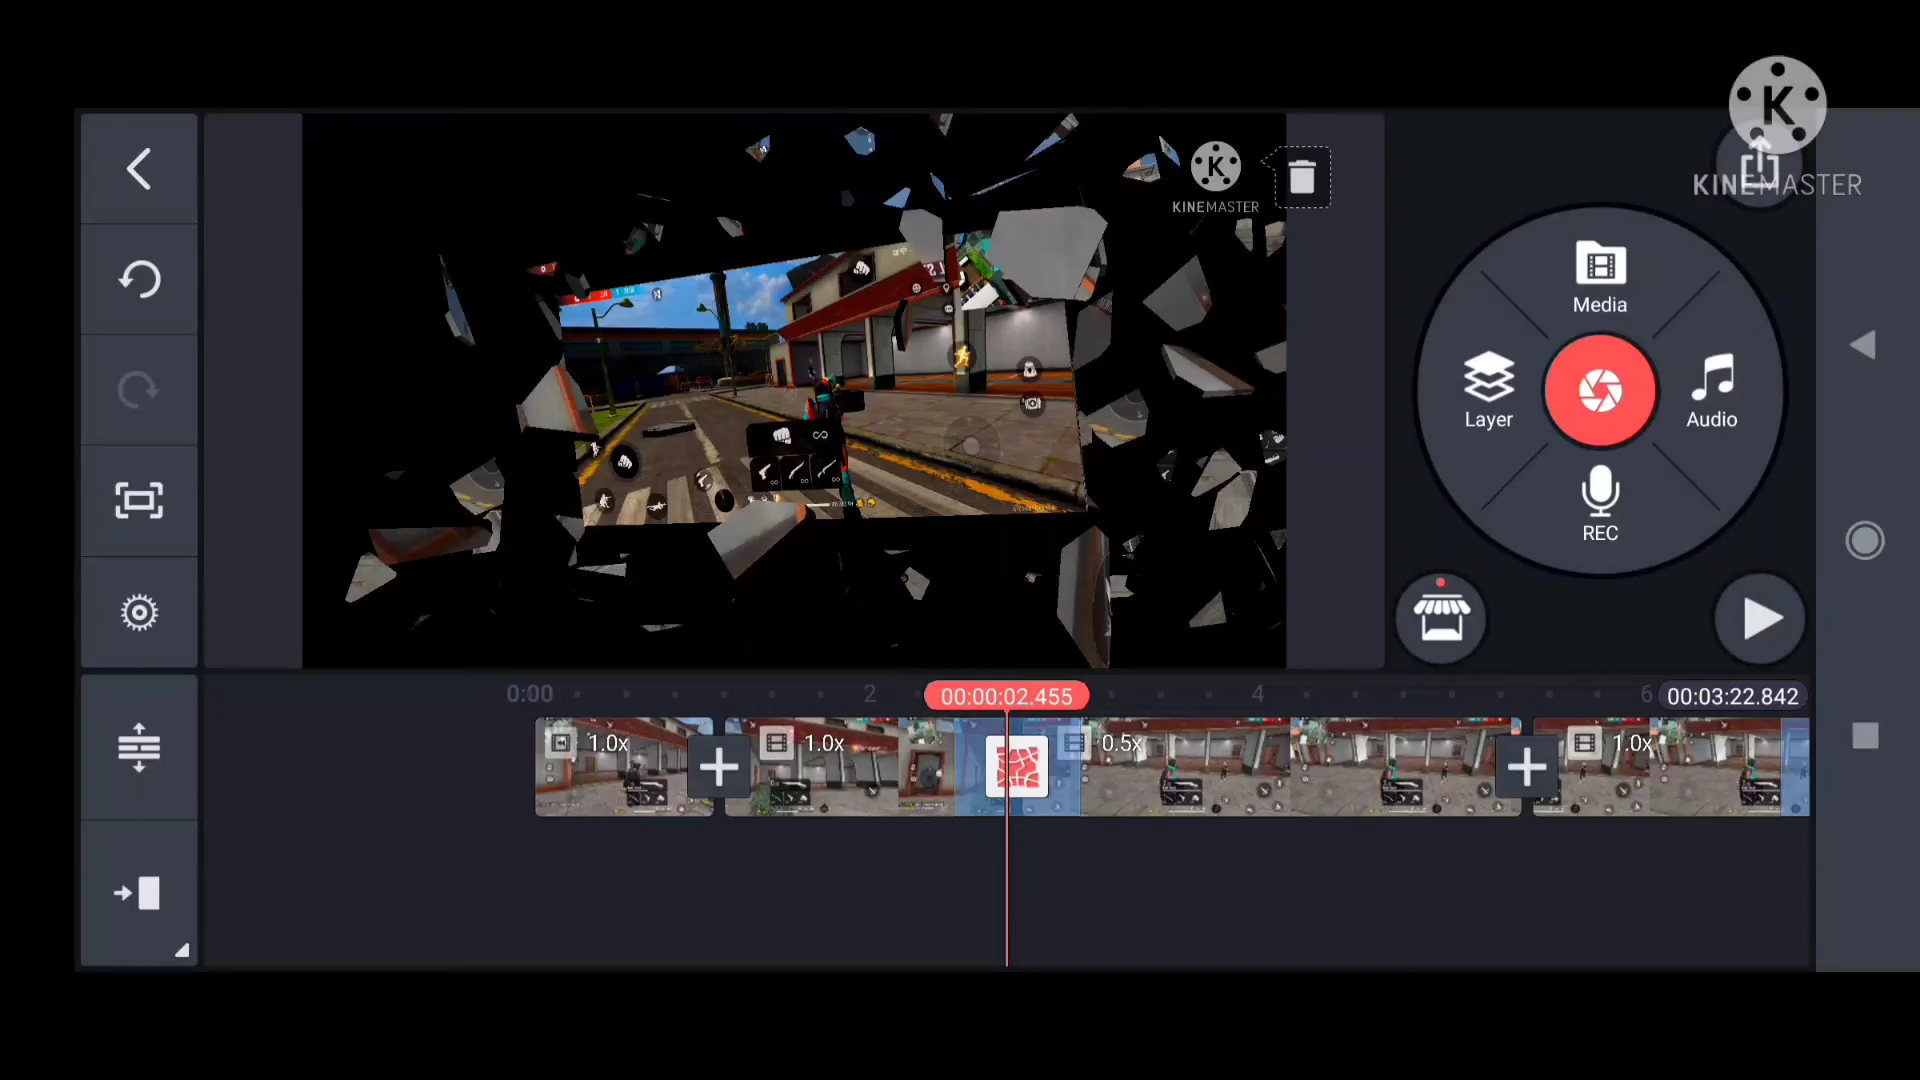 KINEMASTER
KINEMASTER
Media
Layer
Audio
REC
0:00
2
00:00:02.455
4
6
00:03:22.842
1.0x
1.0x
0.5x
1.0x